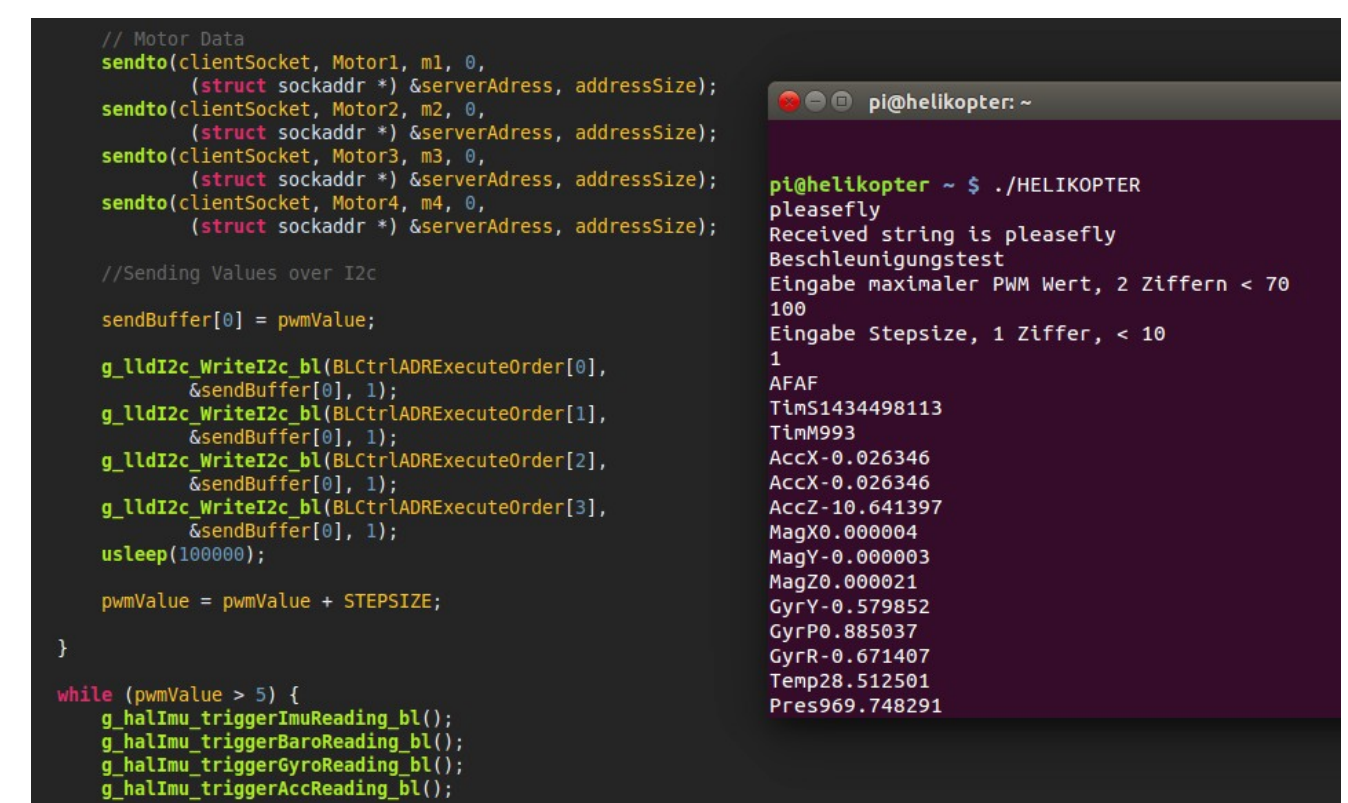 // Motor Data
sendto(clientSocket, Motor1, m1, 0,
(struct sockaddr *) &serverAdress, addressSize);
sendto(clientSocket, Motor2, m2, 0,
(struct sockaddr *) &serverAdress, addressSize);
sendto(clientSocket, Motor3, m3, 0,
(struct sockaddr *) &serverAdress, addressSize);
sendto(clientSocket, Motor4, m4, 0,
(struct sockaddr *) &serverAdress, addressSize);
//Sending Values over I2c
sendBuffer[0] = pwmValue;
g_lldI2c_WriteI2c_bl(BLCtrlADRExecuteOrder[0],
&sendBuffer[0], 1);
g_lldI2c_WriteI2c_bl(BLCtrlADRExecuteOrder[1],
&sendBuffer[0], 1);
g_lldI2c_WriteI2c_bl(BLCtrlADRExecuteOrder[2],
&sendBuffer[0], 1);
g_lldI2c_WriteI2c_bl(BLCtrlADRExecuteOrder[3],
&sendBuffer[0], 1);
usleep(100000);
pwmValue = pwmValue + STEPSIZE;
}
while (pwmValue > 5) {
g_halImu_triggerImuReading_bl();
g_halImu_triggerBaroReading_bl();
g_halImu_triggerGyroReading_bl();
g_halImu_triggerAccReading_bl();
pi@helikopter: ~
pi@helikopter ~ $ ./HELIKOPTER
pleasefly
Received string is pleasefly
Beschleunigungstest
Eingabe maximaler PWM Wert, 2 Ziffern < 70
100
Eingabe Stepsize, 1 Ziffer, < 10
1
AFAF
TimS1434498113
TimM993
AccX-0.026346
AccX-0.026346
AccZ-10.641397
MagX0.000004
MagY-0.000003
MagZ0.000021
GyrY-0.579852
GyrP0.885037
GyrR-0.671407
Temp28.512501
Pres969.748291